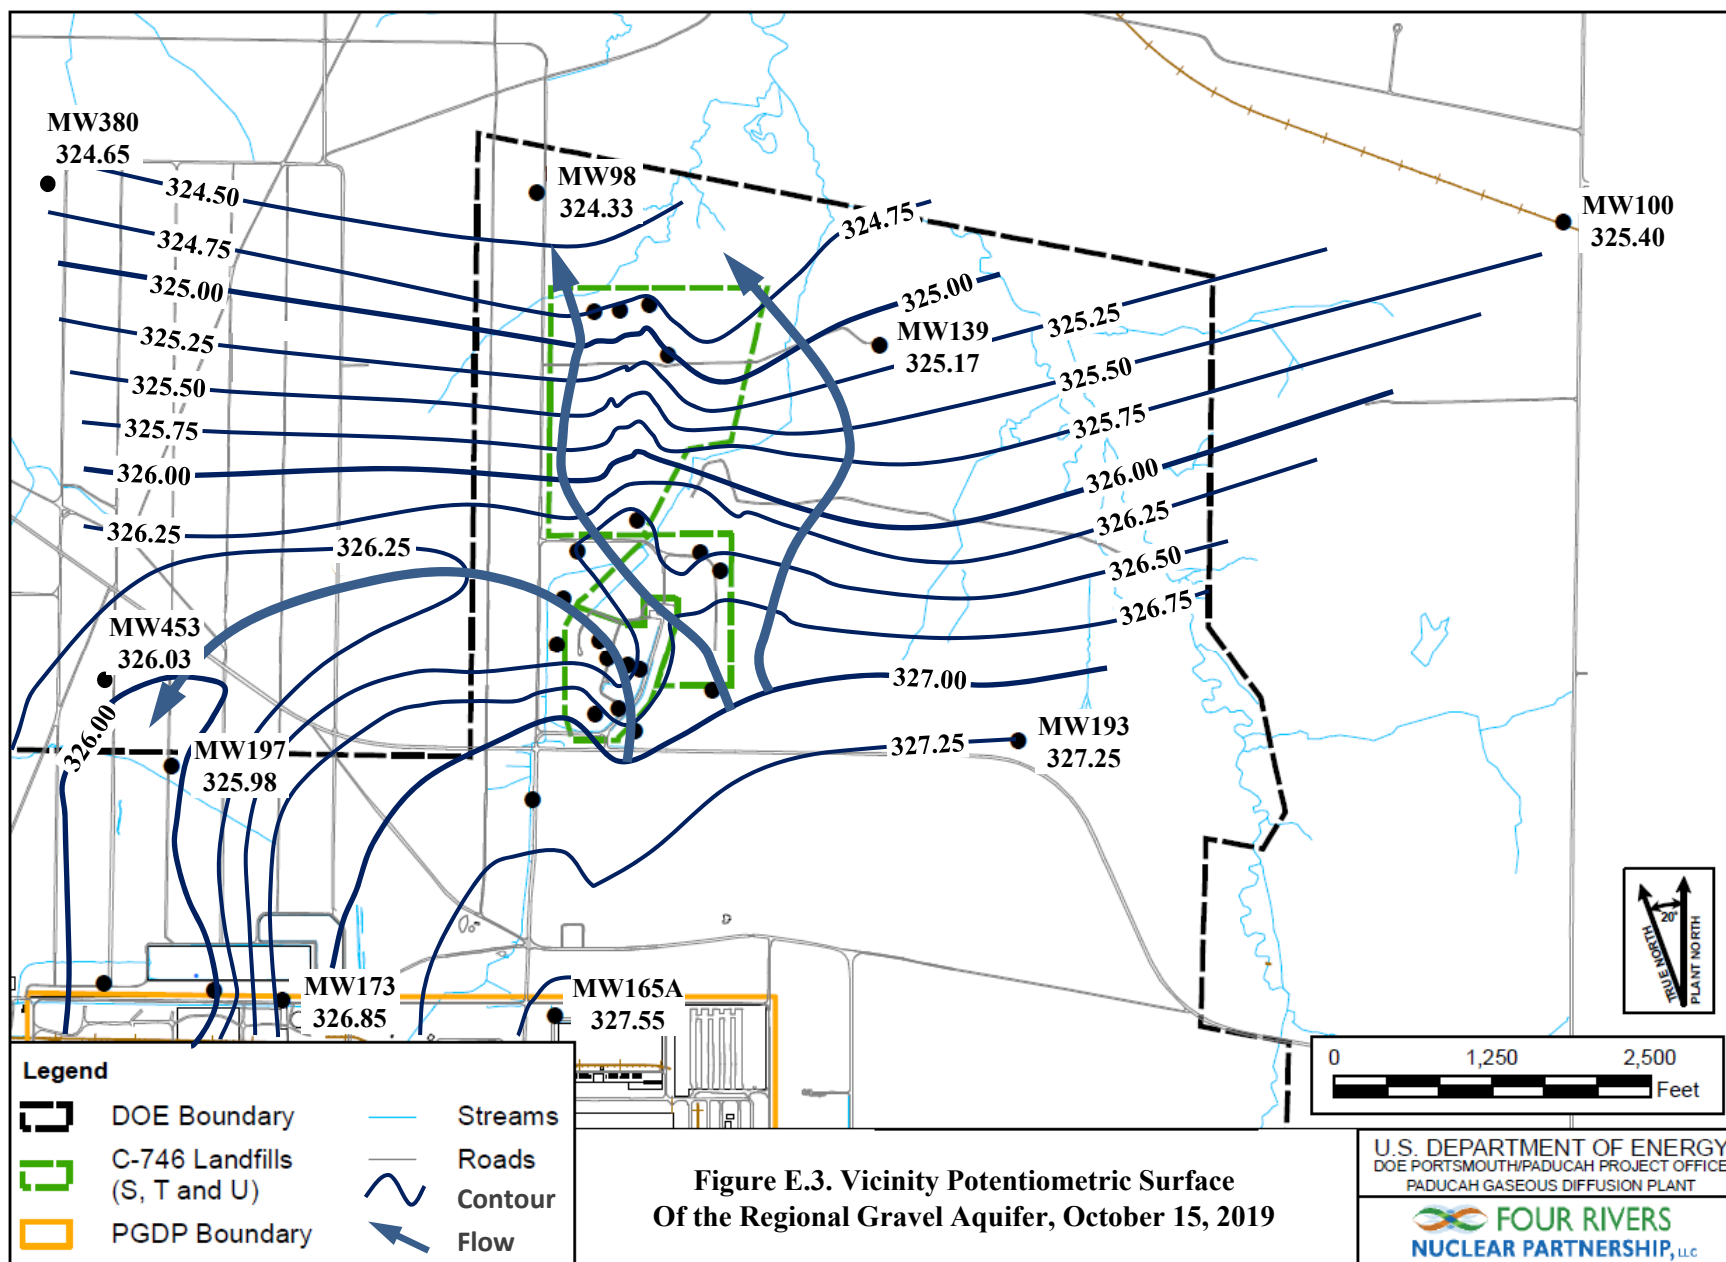 MW380
324.65
MW98
324.33
MW100
325.40
324.50
324.75
324.75
325.00
325.00
325.25
325.25
MW139
325.17
325.50
325.50
325.75
325.75
326.00
326.00
326.25
326.25
326.25
326.50
326.75
MW453
326.03
327.00
326.00
MW197
325.98
327.25
MW193
327.25
MW173
326.85
MW165A
327.55
20°
TRUE NORTH
PLANT NORTH
0 1,250 2,500
Feet
Legend
DOE Boundary
C-746 Landfills
(S, T and U)
PGDP Boundary
Streams
Roads
Contour
Flow
Figure E.3. Vicinity Potentiometric Surface
Of the Regional Gravel Aquifer, October 15, 2019
U.S. DEPARTMENT OF ENERGY
DOE PORTSMOUTH/PADUCAH PROJECT OFFICE
PADUCAH GASEOUS DIFFUSION PLANT
FOUR RIVERS
NUCLEAR PARTNERSHIP, LLC